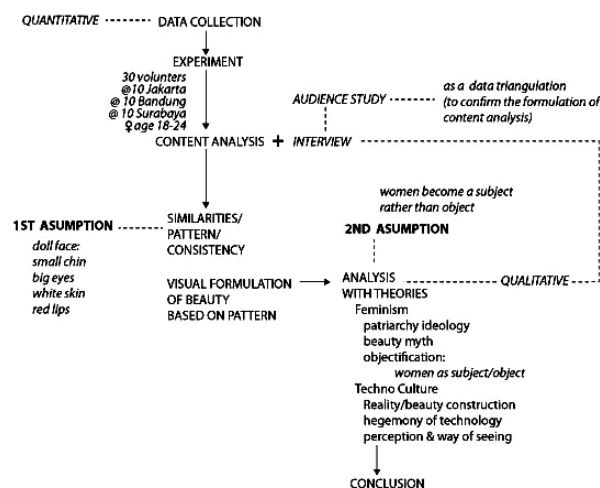 QUANTITATIVE
DATA COLLECTION
EXPERIMENT
30 volunters
@10 Jakarta
@ 10 Bandung
@ 10 Surabaya
♀ age 18-24
AUDIENCE STUDY
as a data triangulation
(to confirm the formulation of
content analysis)
CONTENT ANALYSIS + INTERVIEW
women become a subject
rather than object
1ST ASUMPTION
doll face:
small chin
big eyes
white skin
red lips
SIMILARITIES/
PATTERN/
CONSISTENCY
2ND ASUMPTION
VISUAL FORMULATION
OF BEAUTY
BASED ON PATTERN
ANALYSIS
WITH THEORIES
QUALITATIVE
Feminism
patriarchy ideology
beauty myth
objectification:
women as subject/object
Techno Culture
Reality/beauty construction
hegemony of technology
perception & way of seeing
CONCLUSION